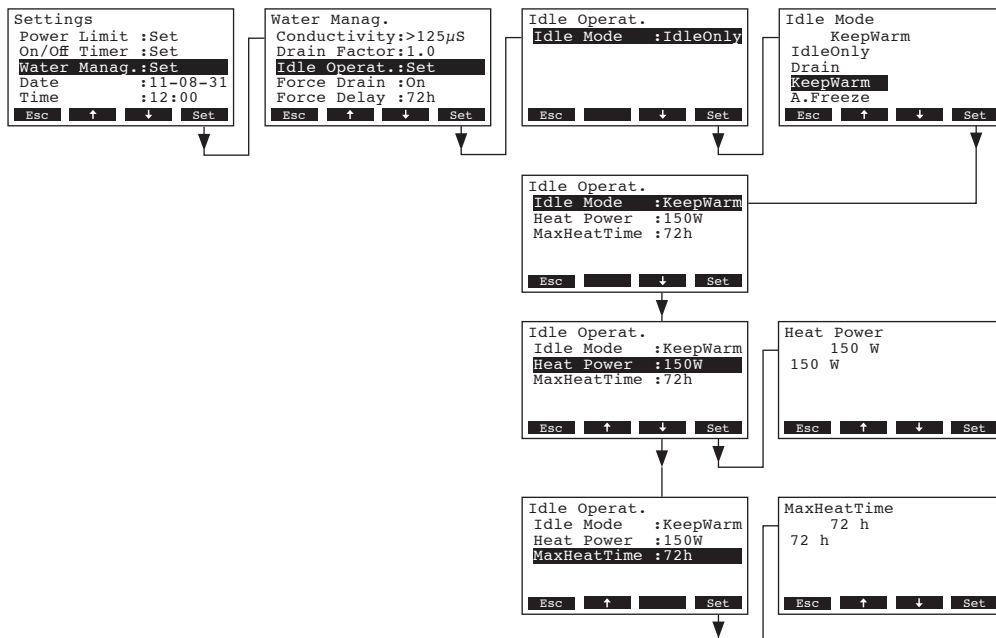 Settings
Power Limit :Set
On/Off Timer :Set
Water Manag.:Set
Date :11-08-31
Time :12:00
Esc ↑ ↓ Set
Water Manag.
Conductivity:>125µS
Drain Factor:1.0
Idle Operat.:Set
Force Drain :On
Force Delay :72h
Esc ↑ ↓ Set
Idle Operat.
Idle Mode :IdleOnly
Esc ↓ Set
Idle Mode
KeepWarm
IdleOnly
Drain
KeepWarm
A.Freeze
Esc ↑ ↓ Set
Idle Operat.
Idle Mode :KeepWarm
Heat Power :150W
MaxHeatTime :72h
Esc ↓ Set
Idle Operat.
Idle Mode :KeepWarm
Heat Power :150W
MaxHeatTime :72h
Esc ↑ ↓ Set
Heat Power
150 W
150 W
Esc ↑ ↓ Set
Idle Operat.
Idle Mode :KeepWarm
Heat Power :150W
MaxHeatTime :72h
Esc ↑ Set
MaxHeatTime
72 h
72 h
Esc ↑ ↓ Set